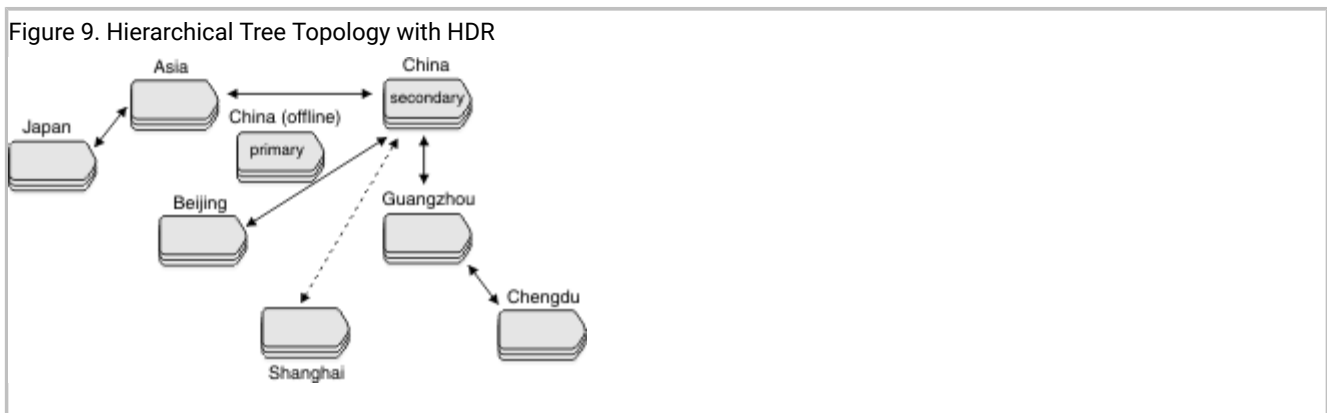 Figure 9. Hierarchical Tree Topology with HDR
Asia
China
secondary
China (offline)
primary
Japan
Beijing
Guangzhou
Chengdu
Shanghai